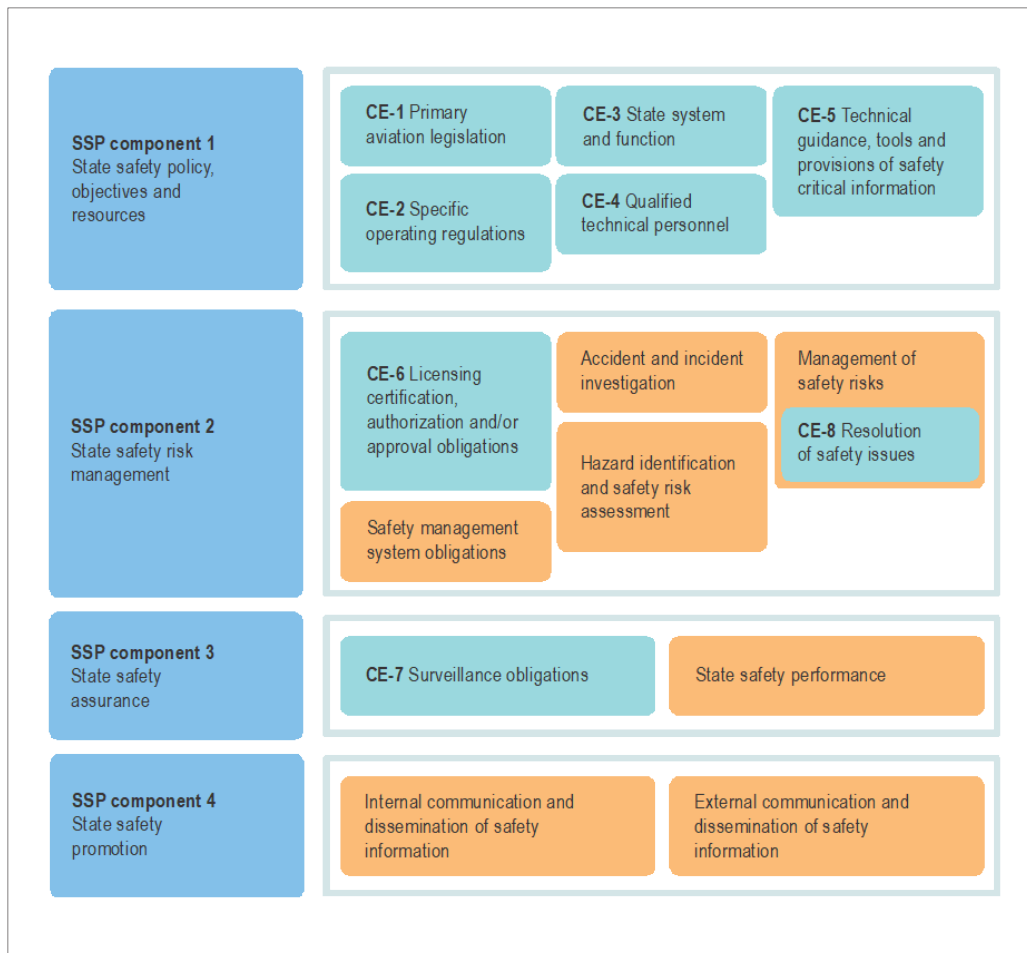 SSP component 1
State safety policy,
objectives and
resources
CE-1 Primary
aviation legislation
CE-2 Specific
operating regulations
CE-3 State system
and function
CE-4 Qualified
technical personnel
CE-5 Technical
guidance, tools and
provisions of safety
critical information
SSP component 2
State safety risk
management
CE-6 Licensing
certification,
authorization and/or
approval obligations
Safety management
system obligations
Accident and incident
investigation
Hazard identification
and safety risk
assessment
Management of
safety risks
CE-8 Resolution
of safety issues
SSP component 3
State safety
assurance
CE-7 Surveillance obligations
State safety performance
SSP component 4
State safety
promotion
Internal communication and
dissemination of safety
information
External communication and
dissemination of safety
information